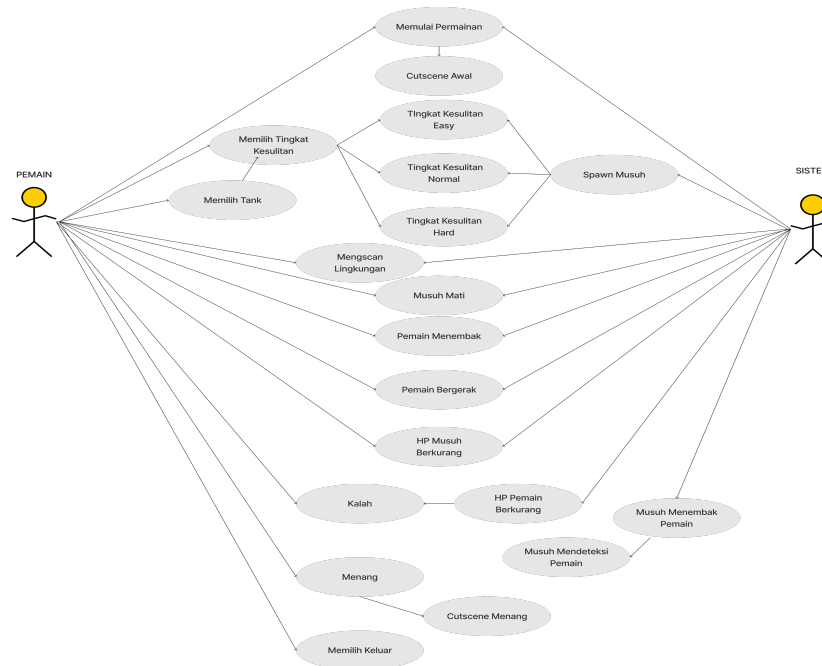 Memulai Permainan
Cutscene Awal
TIngkat Kesulitan
Easy
Memilih Tingkat
Kesulitan
Tingkat Kesulitan
Normal
Spawn Musuh
PEMAIN
SISTE
Memilih Tank
Tingkat Kesulitan
Hard
Mengscan
Lingkungan
Musuh Mati
Pemain Menembak
Pemain Bergerak
HP Musuh
Berkurang
Kalah
HP Pemain
Berkurang
Musuh Menembak
Pemain
Musuh Mendeteksi
Pemain
Menang
Cutscene Menang
Memilih Keluar